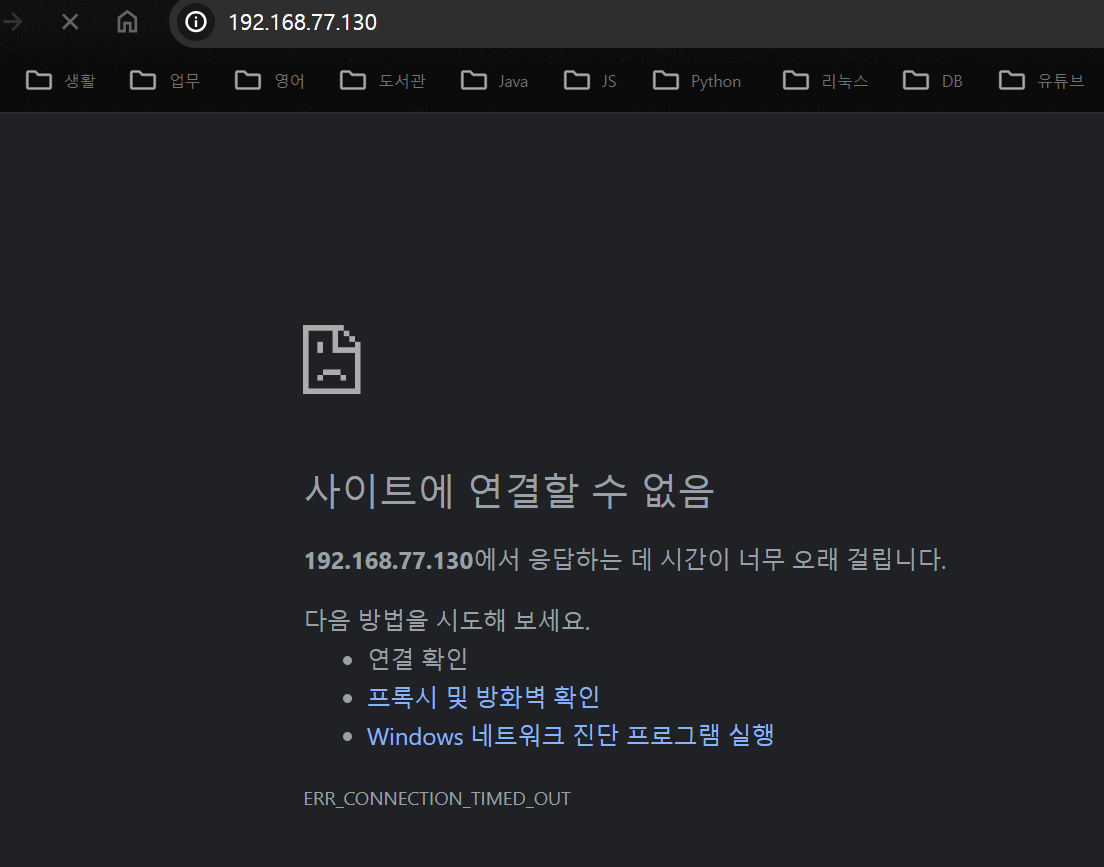 192.168.77.130
생활 업무 영어 도서관 Java JS Python 리눅스 DB 유튜브
사이트에 연결할 수 없음
192.168.77.130에서 응답하는 데 시간이 너무 오래 걸립니다.
다음 방법을 시도해 보세요.
연결 확인
프록시 및 방화벽 확인
Windows 네트워크 진단 프로그램 실행
ERR_CONNECTION_TIMED_OUT